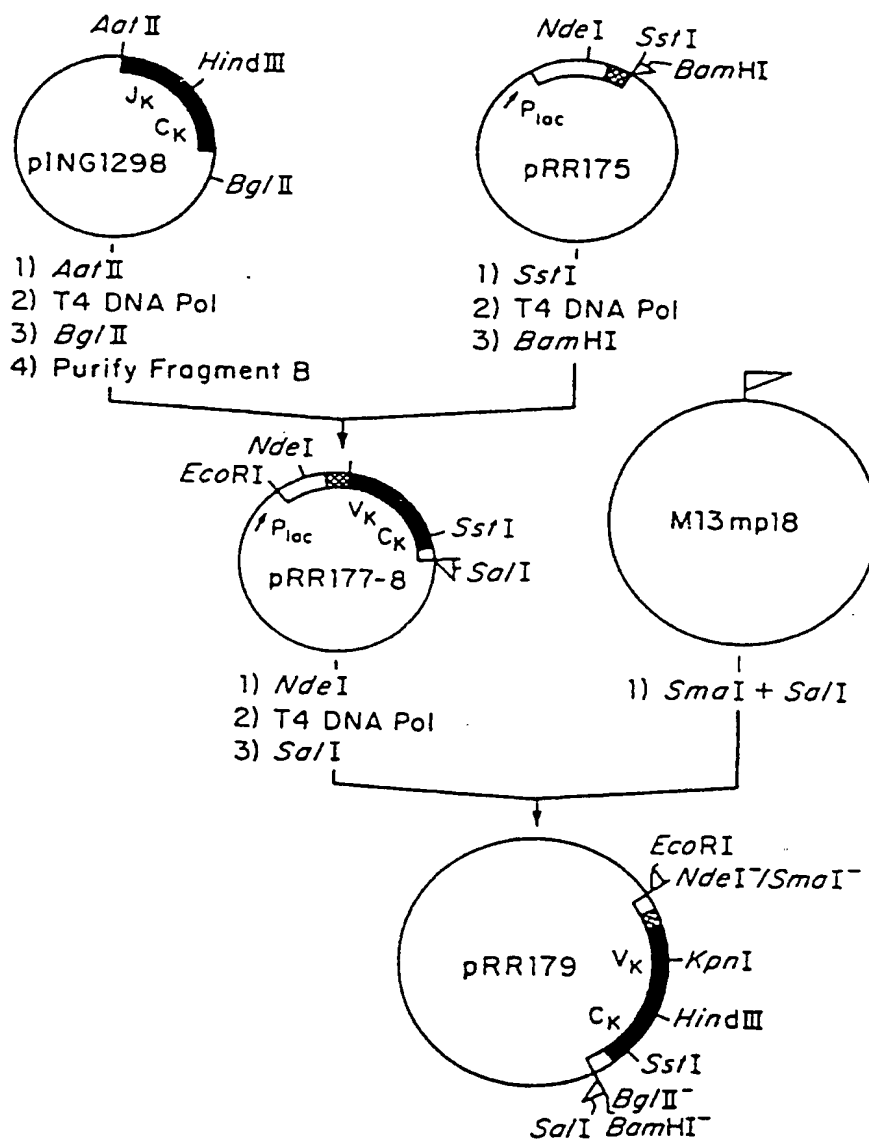 AatII
HindIII
JK
CK
pING1298
BglII
1) AatII
2) T4 DNA Pol
3) BglII
4) Purify Fragment B
NdeI
SstI
BamHI
Plac
pRR175
1) SstI
2) T4 DNA Pol
3) BamHI
NdeI
EcoRI
Plac
VK
CK
SstI
SalI
pRR177-8
1) NdeI
2) T4 DNA Pol
3) SalI
M13mp18
1) SmaI + SalI
EcoRI
NdeI⁻/SmaI⁻
pRR179
VK
KpnI
CK
HindIII
SstI
BglII⁻
SalI BamHI⁻